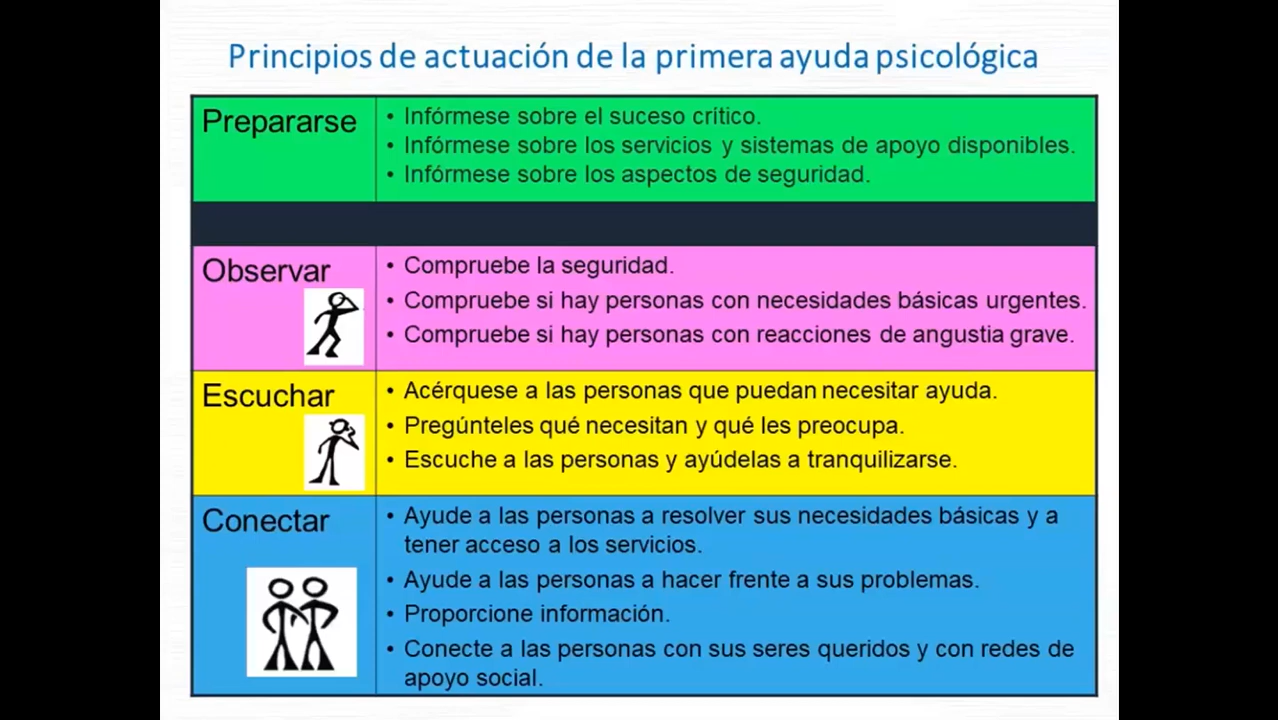 Principios de actuación de la primera ayuda psicológica
Prepararse
• Infórmese sobre el suceso crítico.
• Infórmese sobre los servicios y sistemas de apoyo disponibles.
• Infórmese sobre los aspectos de seguridad.
Observar
• Compruebe la seguridad.
• Compruebe si hay personas con necesidades básicas urgentes.
• Compruebe si hay personas con reacciones de angustia grave.
Escuchar
• Acérquese a las personas que puedan necesitar ayuda.
• Pregúnteles qué necesitan y qué les preocupa.
• Escuche a las personas y ayúdelas a tranquilizarse.
Conectar
• Ayude a las personas a resolver sus necesidades básicas y a
tener acceso a los servicios.
• Ayude a las personas a hacer frente a sus problemas.
• Proporcione información.
• Conecte a las personas con sus seres queridos y con redes de
apoyo social.